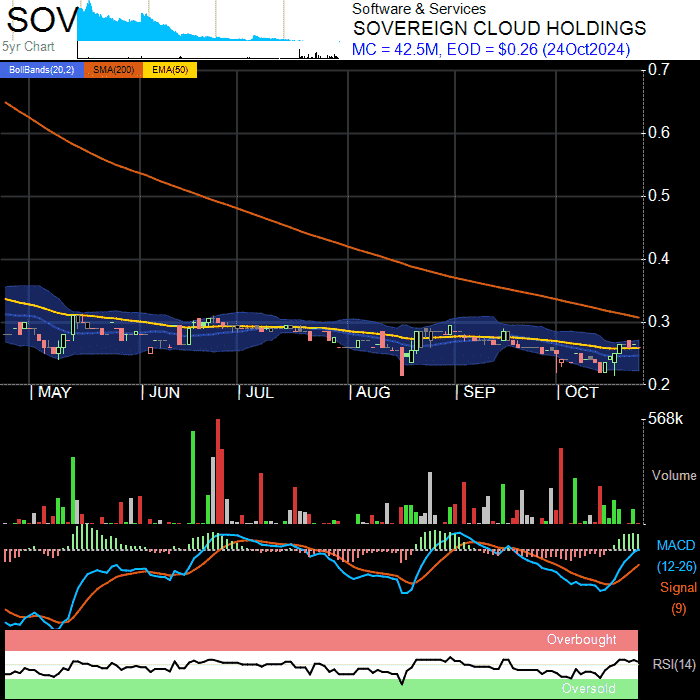 SOV
5yr Chart
Software & Services
SOVEREIGN CLOUD HOLDINGS
MC = 42.5M, EOD = $0.26 (24Oct2024)
BollBands(20,2) SMA(200) EMA(50)
0.7
0.6
0.5
0.4
0.3
0.2
MAY JUN JUL AUG SEP OCT
568k
Volume
MACD
(12-26)
Signal
(9)
Overbought
RSI(14)
Oversold